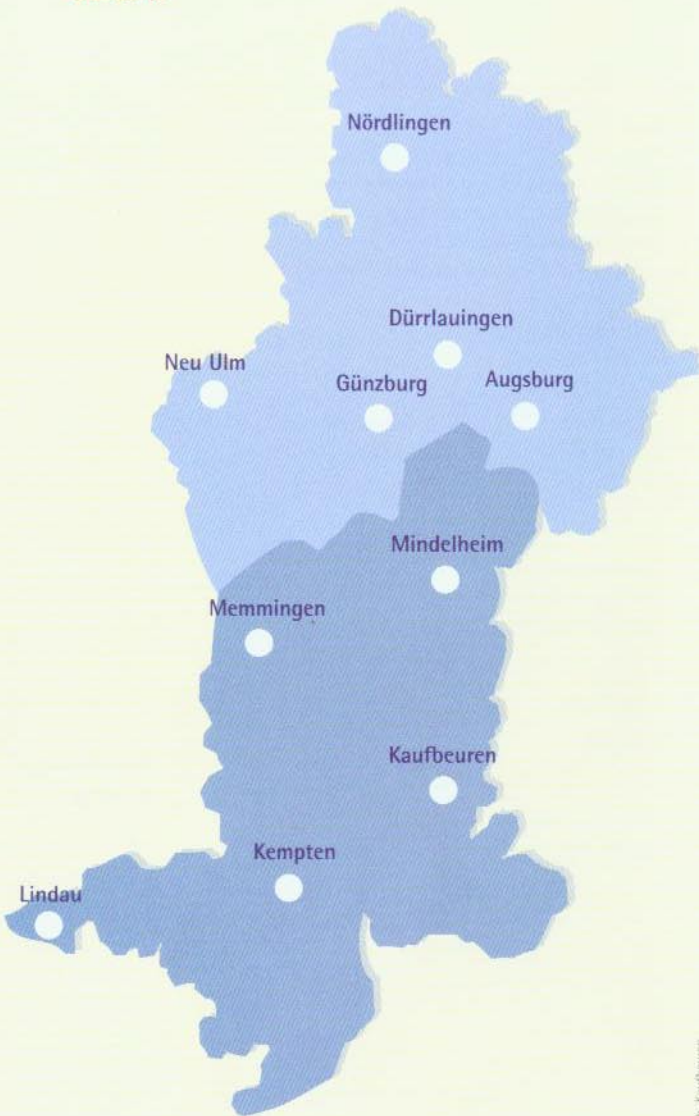 Nördlingen
Dürrlauingen
Neu Ulm
Günzburg
Augsburg
Mindelheim
Memmingen
Kaufbeuren
Kempten
Lindau